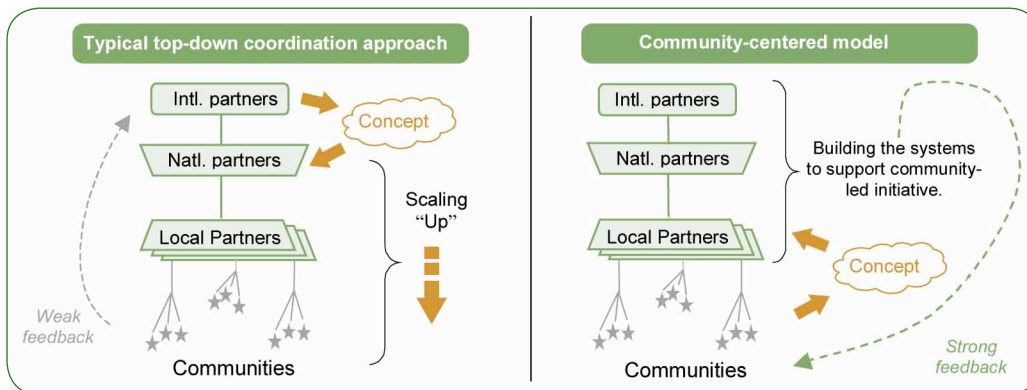 Typical top-down coordination approach
Intl. partners
Concept
Natl. partners
Scaling
“Up”
Local Partners
Weak
feedback
Communities
Community-centered model
Intl. partners
Natl. partners
Building the systems
to support community-
led initiative.
Local Partners
Concept
Communities
Strong
feedback